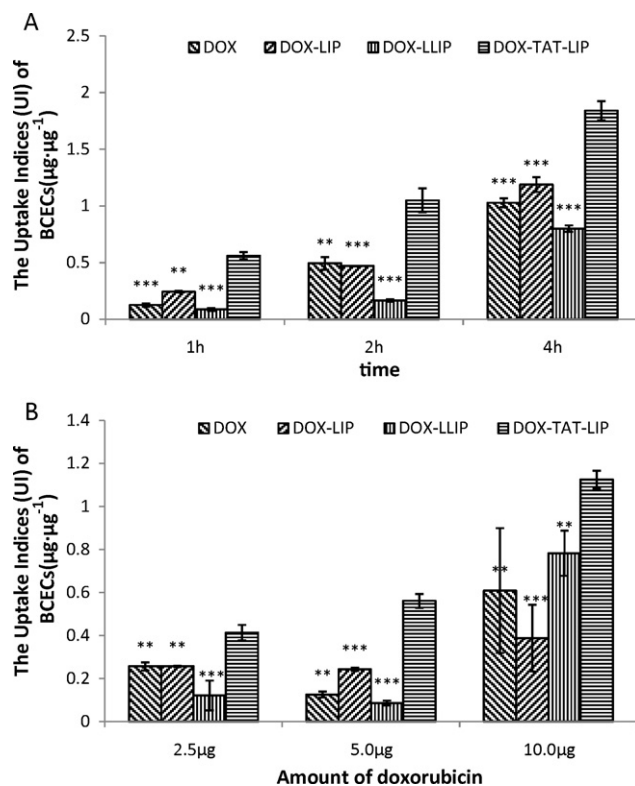 A
2.5
DOX DOX-LIP DOX-LLIP DOX-TAT-LIP
2
1.5
1
0.5
0
The Uptake Indices (UI) of
BCECs(μg·μg⁻¹)
*** ** ***
** *** ***
*** *** ***
1h 2h 4h
time
B
1.4
DOX DOX-LIP DOX-LLIP DOX-TAT-LIP
1.2
1
0.8
0.6
0.4
0.2
0
The Uptake Indices (UI) of
BCECs(μg·μg⁻¹)
** ** ***
** *** ***
** *** **
2.5μg 5.0μg 10.0μg
Amount of doxorubicin